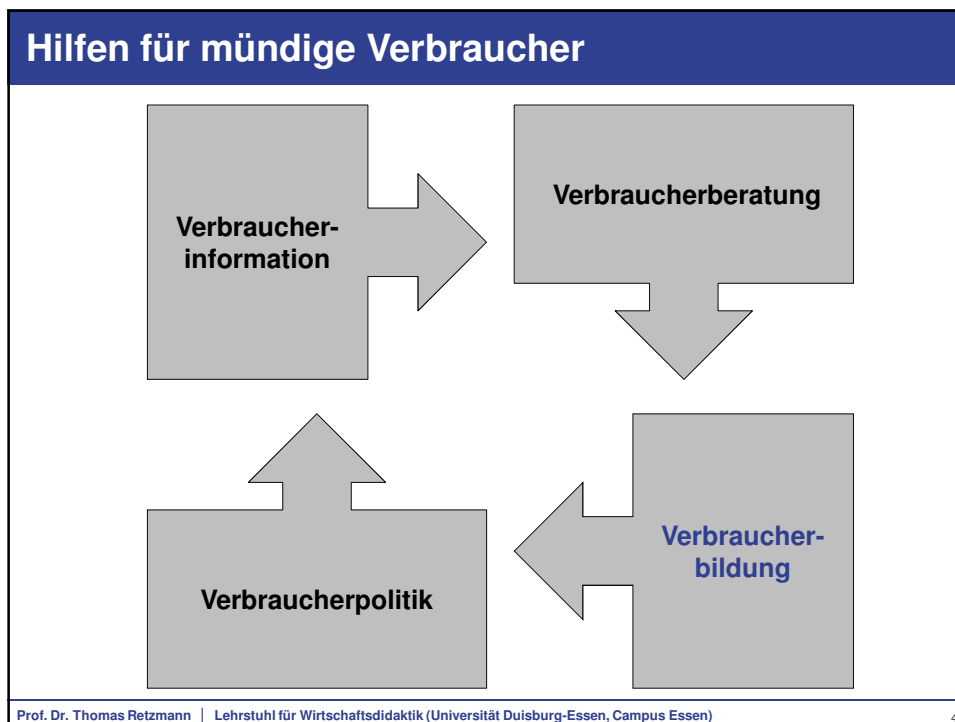 Hilfen für mündige Verbraucher
Verbraucher-
information
Verbraucherberatung
Verbraucher-
bildung
Verbraucherpolitik
Prof. Dr. Thomas Retzmann | Lehrstuhl für Wirtschaftsdidaktik (Universität Duisburg-Essen, Campus Essen)
4